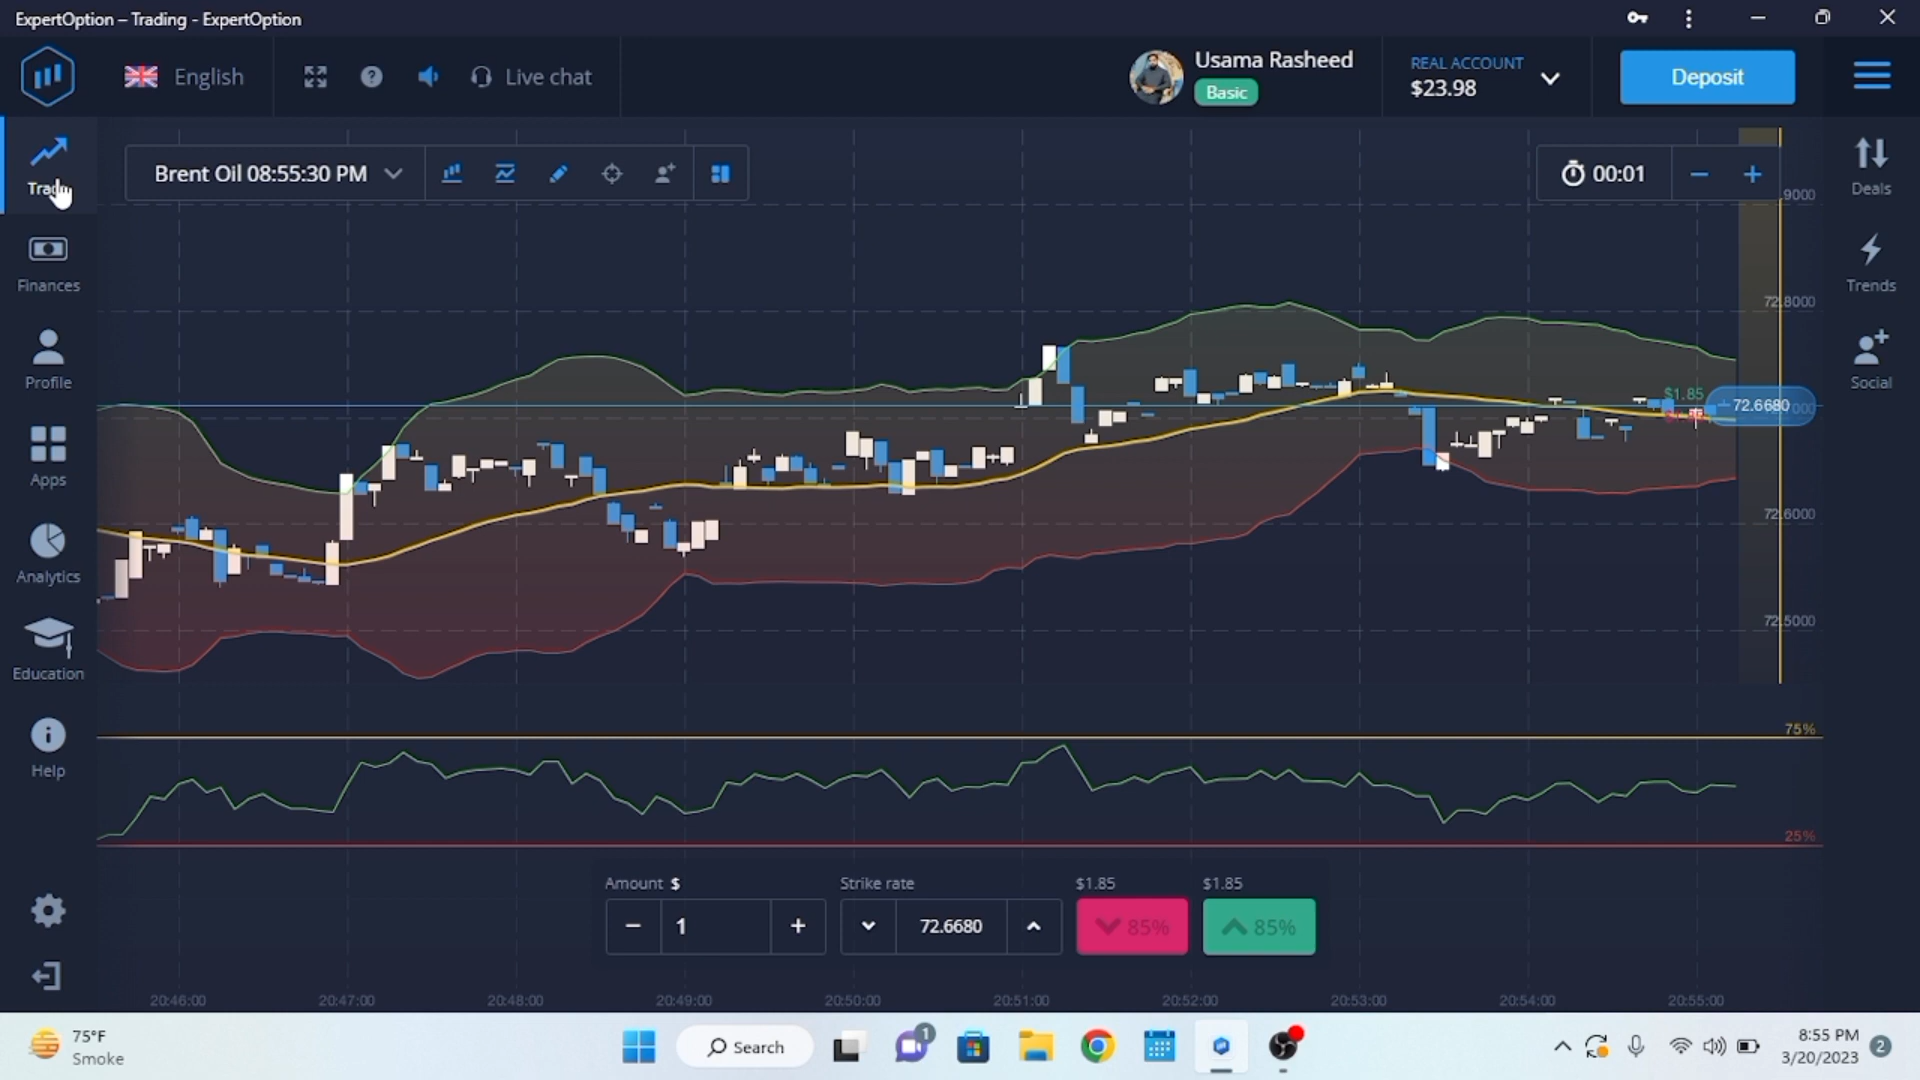 ExpertOption – Trading - ExpertOption
English
Live chat
Usama Rasheed
Basic
REAL ACCOUNT
$23.98
Deposit
Brent Oil 08:55:30 PM
00:01
Finances
Profile
Apps
Analytics
Education
Help
Deals
Trends
Social
72.8000
$1.85
72.6680
72.6000
72.5000
75%
25%
Amount $
Strike rate
$1.85
$1.85
1
72.6680
85%
85%
20:46:00
20:47:00
20:48:00
20:49:00
20:50:00
20:51:00
20:52:00
20:53:00
20:54:00
20:55:00
75°F
Smoke
Search
1
8:55 PM
3/20/2023
2